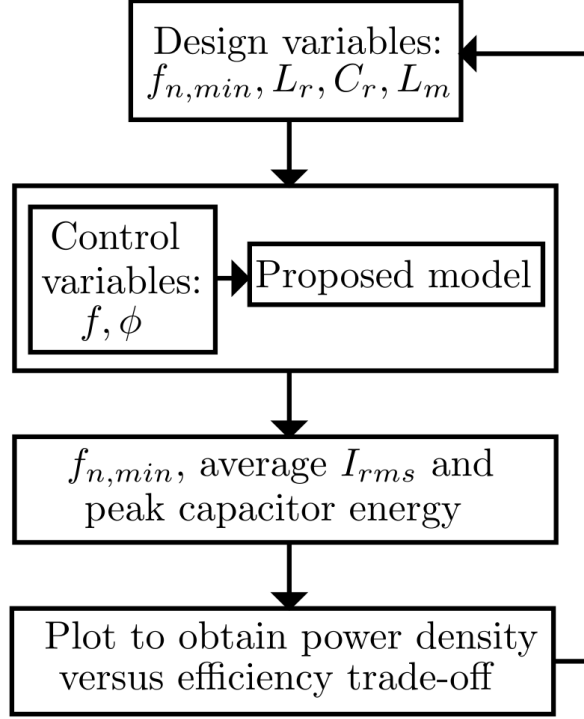 Design variables:
f_{n,min}, L_r, C_r, L_m
Control
variables:
f, ϕ
Proposed model
f_{n,min}, average I_{rms} and
peak capacitor energy
Plot to obtain power density
versus efficiency trade-off